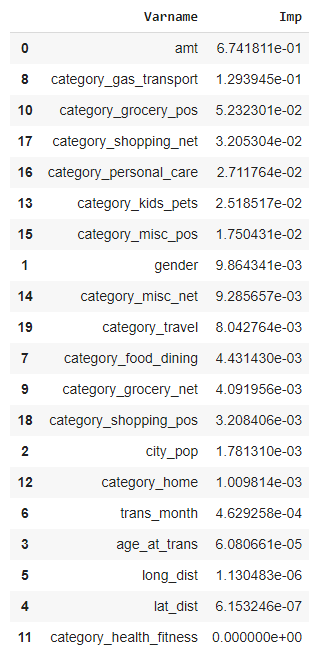 Varname Imp
0 amt 6.741811e-01
8 category_gas_transport 1.293945e-01
10 category_grocery_pos 5.232301e-02
17 category_shopping_net 3.205304e-02
16 category_personal_care 2.711764e-02
13 category_kids_pets 2.518517e-02
15 category_misc_pos 1.750431e-02
1 gender 9.864341e-03
14 category_misc_net 9.285657e-03
19 category_travel 8.042764e-03
7 category_food_dining 4.431430e-03
9 category_grocery_net 4.091956e-03
18 category_shopping_pos 3.208406e-03
2 city_pop 1.781310e-03
12 category_home 1.009814e-03
6 trans_month 4.629258e-04
3 age_at_trans 6.080661e-05
5 long_dist 1.130483e-06
4 lat_dist 6.153246e-07
11 category_health_fitness 0.000000e+00